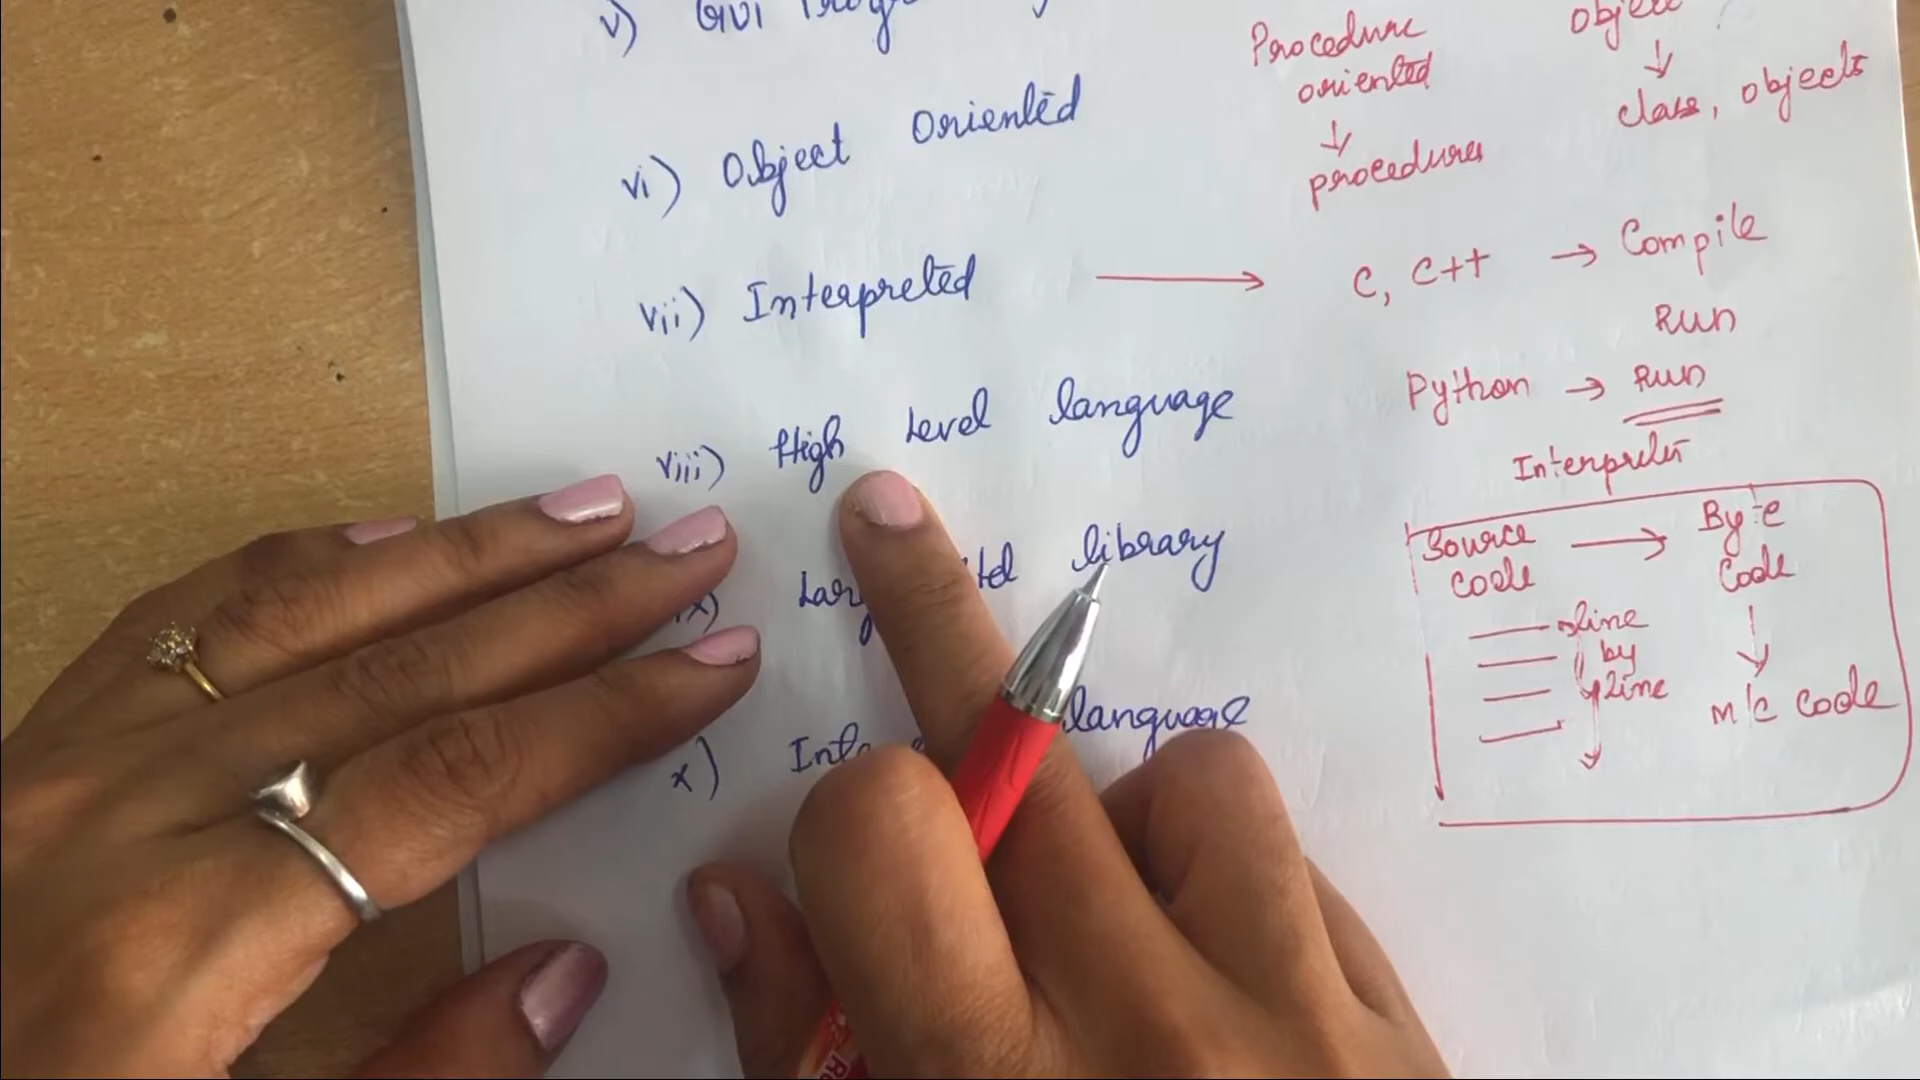 v) GUI
vi) Object Oriented
vii) Interpreted
viii) High Level language
library
x) language
Procedure
oriented
↓
procedures
↓
class, objects
→ C, C++ → Compile
Run
Python → Run
Interpreter
Source → Byte
Code Code
line
by
Line
↓
m/c code